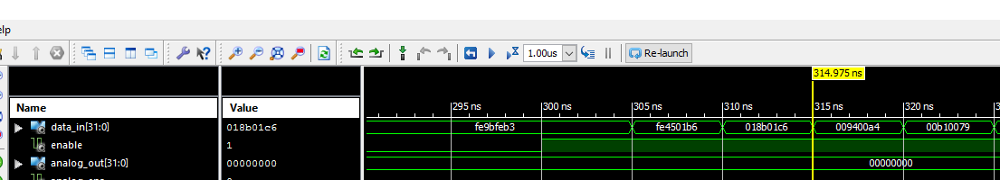 elp
1.00us
Re-launch
314.975 ns
Name
Value
295 ns
300 ns
305 ns
310 ns
315 ns
320 ns
data_in[31:0]
018b01c6
fe9bfeb3
fe4501b6
018b01c6
009400a4
00b10079
enable
1
analog_out[31:0]
00000000
00000000